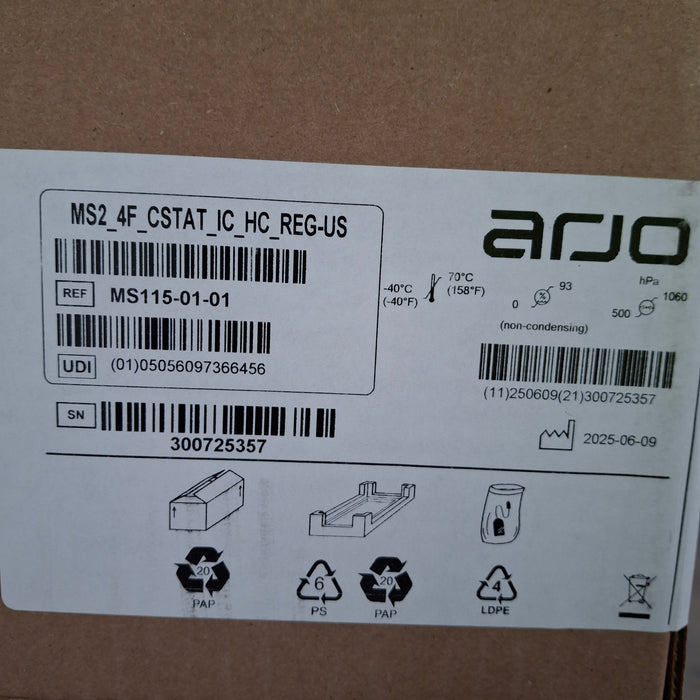 MS2_4F_CSTAT_IC_HC_REG-US
REF MS115-01-01
UDI (01)05056097366456
SN
300725357
arjo
-40°C
(-40°F)
70°C
(158°F)
0 % 93
(non-condensing)
hPa
500 1060
(11)250609(21)300725357
2025-06-09
20
PAP
6
PS
20
PAP
4
LDPE